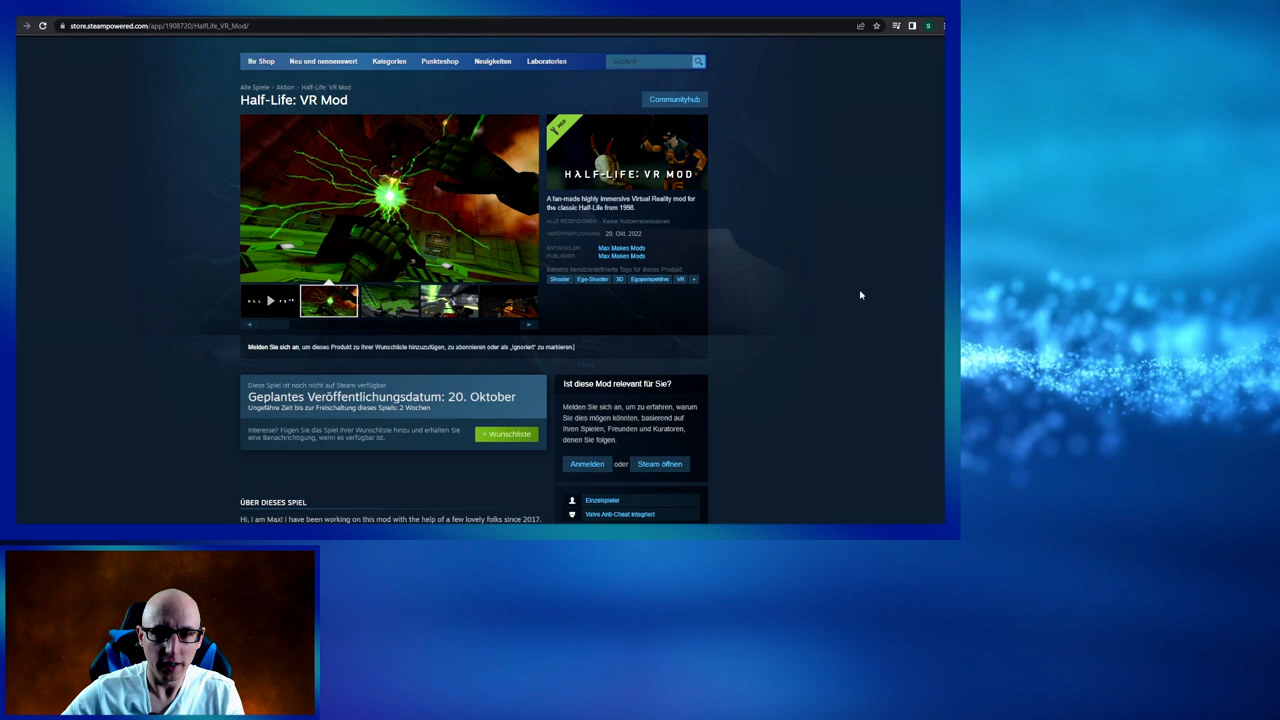 store.steampowered.com/app/1908720/HalfLife_VR_Mod/
S
Ihr Shop
Neu und nennenswert
Kategorien
Punkteshop
Neuigkeiten
Laboratorien
Suchen
Alle Spiele > Aktion > Half-Life: VR Mod
Half-Life: VR Mod
Communityhub
MOD
HλLF-LIFE: VR MOD
A fan-made highly immersive Virtual Reality mod for
the classic Half-Life from 1998.
ALLE REZENSIONEN: Keine Nutzerrezensionen
VERÖFFENTLICHUNG: 20. Okt. 2022
ENTWICKLER: Max Makes Mods
PUBLISHER: Max Makes Mods
Beliebte benutzerdefinierte Tags für dieses Produkt:
Shooter Ego-Shooter 3D Egoperspektive VR +
Melden Sie sich an, um dieses Produkt zu Ihrer Wunschliste hinzuzufügen, zu abonnieren oder als „Ignoriert" zu markieren.
Diese Spiel ist noch nicht auf Steam verfügbar
Geplantes Veröffentlichungsdatum: 20. Oktober
Ungefähre Zeit bis zur Freischaltung dieses Spiels: 2 Wochen
Interesse? Fügen Sie das Spiel Ihrer Wunschliste hinzu und erhalten Sie
eine Benachrichtigung, wenn es verfügbar ist.
+ Wunschliste
Ist diese Mod relevant für Sie?
Melden Sie sich an, um zu erfahren, warum
Sie dies mögen könnten, basierend auf
Ihren Spielen, Freunden und Kuratoren,
denen Sie folgen.
Anmelden oder Steam öffnen
Einzelspieler
Valve Anti-Cheat integriert
ÜBER DIESES SPIEL
Hi, I am Max! I have been working on this mod with the help of a few lovely folks since 2017.